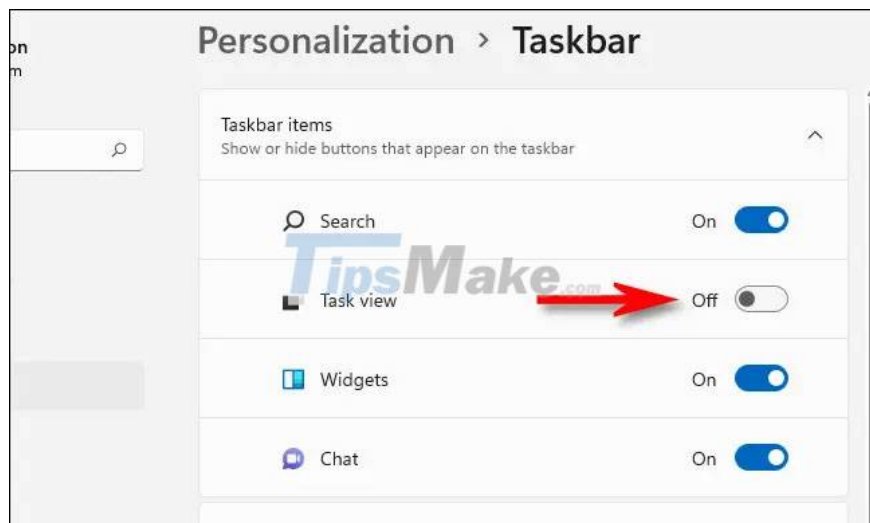 on
m
Personalization > Taskbar
Taskbar items
Show or hide buttons that appear on the taskbar
Search On
TipsMake.com
Task view Off
Widgets On
Chat On